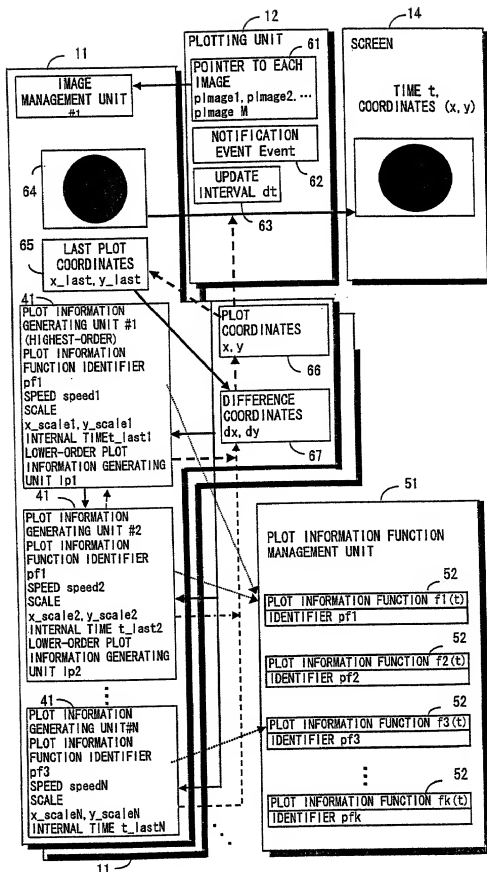 11
IMAGE
MANAGEMENT UNIT
#1
64
65
LAST PLOT
COORDINATES
x_last, y_last
41
PLOT INFORMATION
GENERATING UNIT #1
(HIGHEST-ORDER)
PLOT INFORMATION
FUNCTION IDENTIFIER
pf1
SPEED speed1
SCALE
x_scale1, y_scale1
INTERNAL TIMEt_last1
LOWER-ORDER PLOT
INFORMATION GENERATING
UNIT lp1
41
PLOT INFORMATION
GENERATING UNIT #2
PLOT INFORMATION
FUNCTION IDENTIFIER
pf1
SPEED speed2
SCALE
x_scale2, y_scale2
INTERNAL TIME t_last2
LOWER-ORDER PLOT
INFORMATION GENERATING
UNIT lp2
41
PLOT INFORMATION
GENERATING UNIT#N
PLOT INFORMATION
FUNCTION IDENTIFIER
pf3
SPEED speedN
SCALE
x_scaleN, y_scaleN
INTERNAL TIME t_lastN
11
12
PLOTTING UNIT
61
POINTER TO EACH
IMAGE
pImage1, pImage2. ···
pImage M
NOTIFICATION
EVENT Event
62
UPDATE
INTERVAL dt
63
PLOT
COORDINATES
x, y
66
DIFFERENCE
COORDINATES
dx, dy
67
14
SCREEN
TIME t,
COORDINATES (x, y)
51
PLOT INFORMATION FUNCTION
MANAGEMENT UNIT
52
PLOT INFORMATION FUNCTION f1(t)
IDENTIFIER pf1
52
PLOT INFORMATION FUNCTION f2(t)
IDENTIFIER pf2
52
PLOT INFORMATION FUNCTION f3(t)
IDENTIFIER pf3
52
PLOT INFORMATION FUNCTION fk(t)
IDENTIFIER pfk